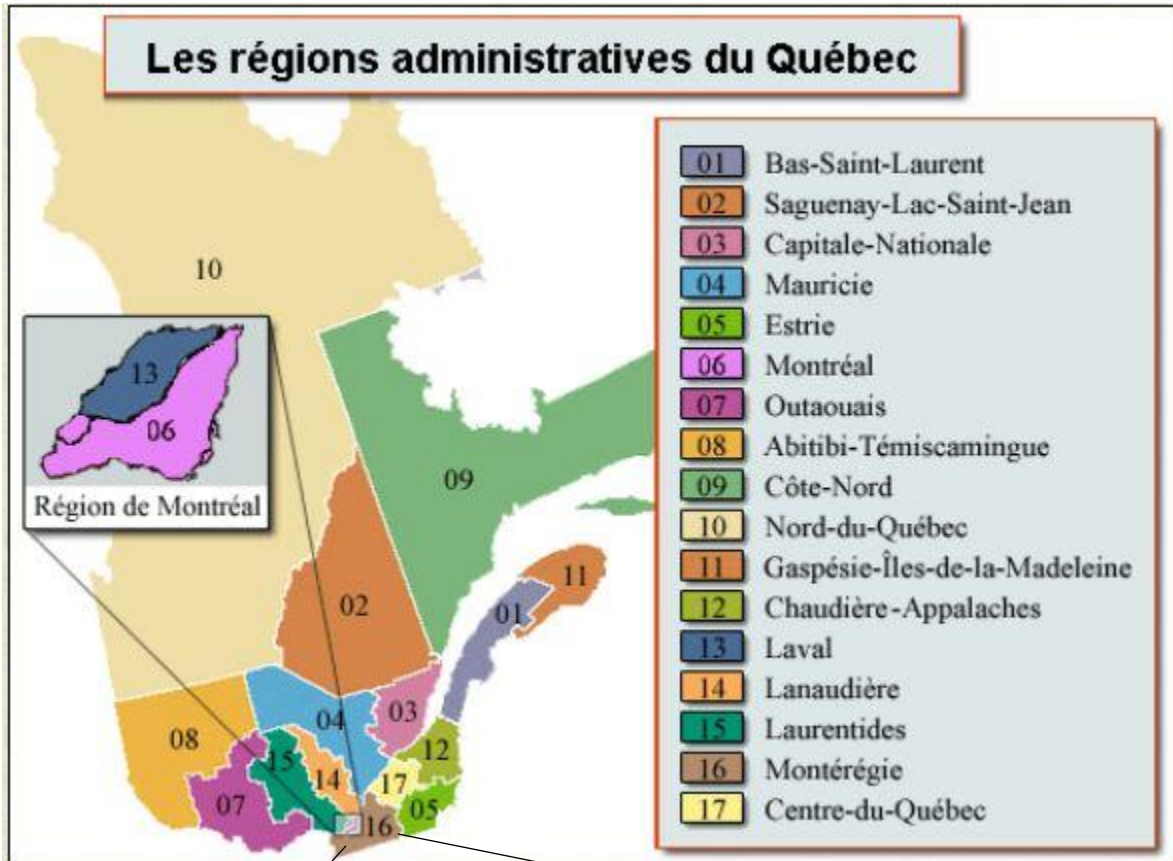 Les régions administratives du Québec
01 Bas-Saint-Laurent
02 Saguenay-Lac-Saint-Jean
03 Capitale-Nationale
04 Mauricie
05 Estrie
06 Montréal
07 Outaouais
08 Abitibi-Témiscamingue
09 Côte-Nord
10 Nord-du-Québec
11 Gaspésie-Îles-de-la-Madeleine
12 Chaudière-Appalaches
13 Laval
14 Lanaudière
15 Laurentides
16 Montérégie
17 Centre-du-Québec
10
13
06
Région de Montréal
09
11
02
01
03
04
08
12
15
14
17
07
16
05